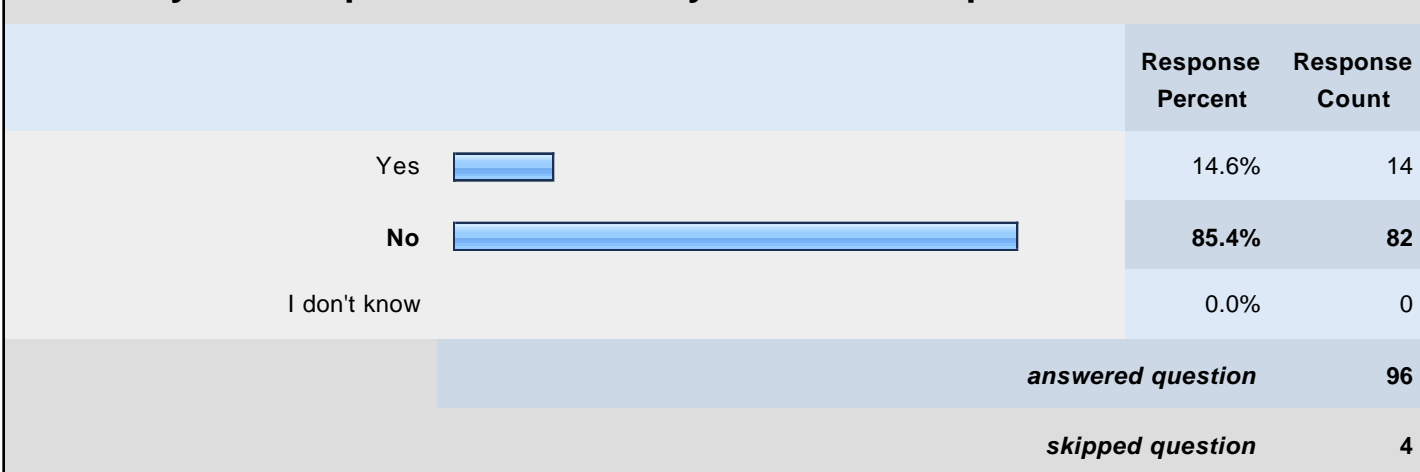 Response Response
Percent Count
Yes 14.6% 14
No 85.4% 82
I don't know 0.0% 0
answered question 96
skipped question 4